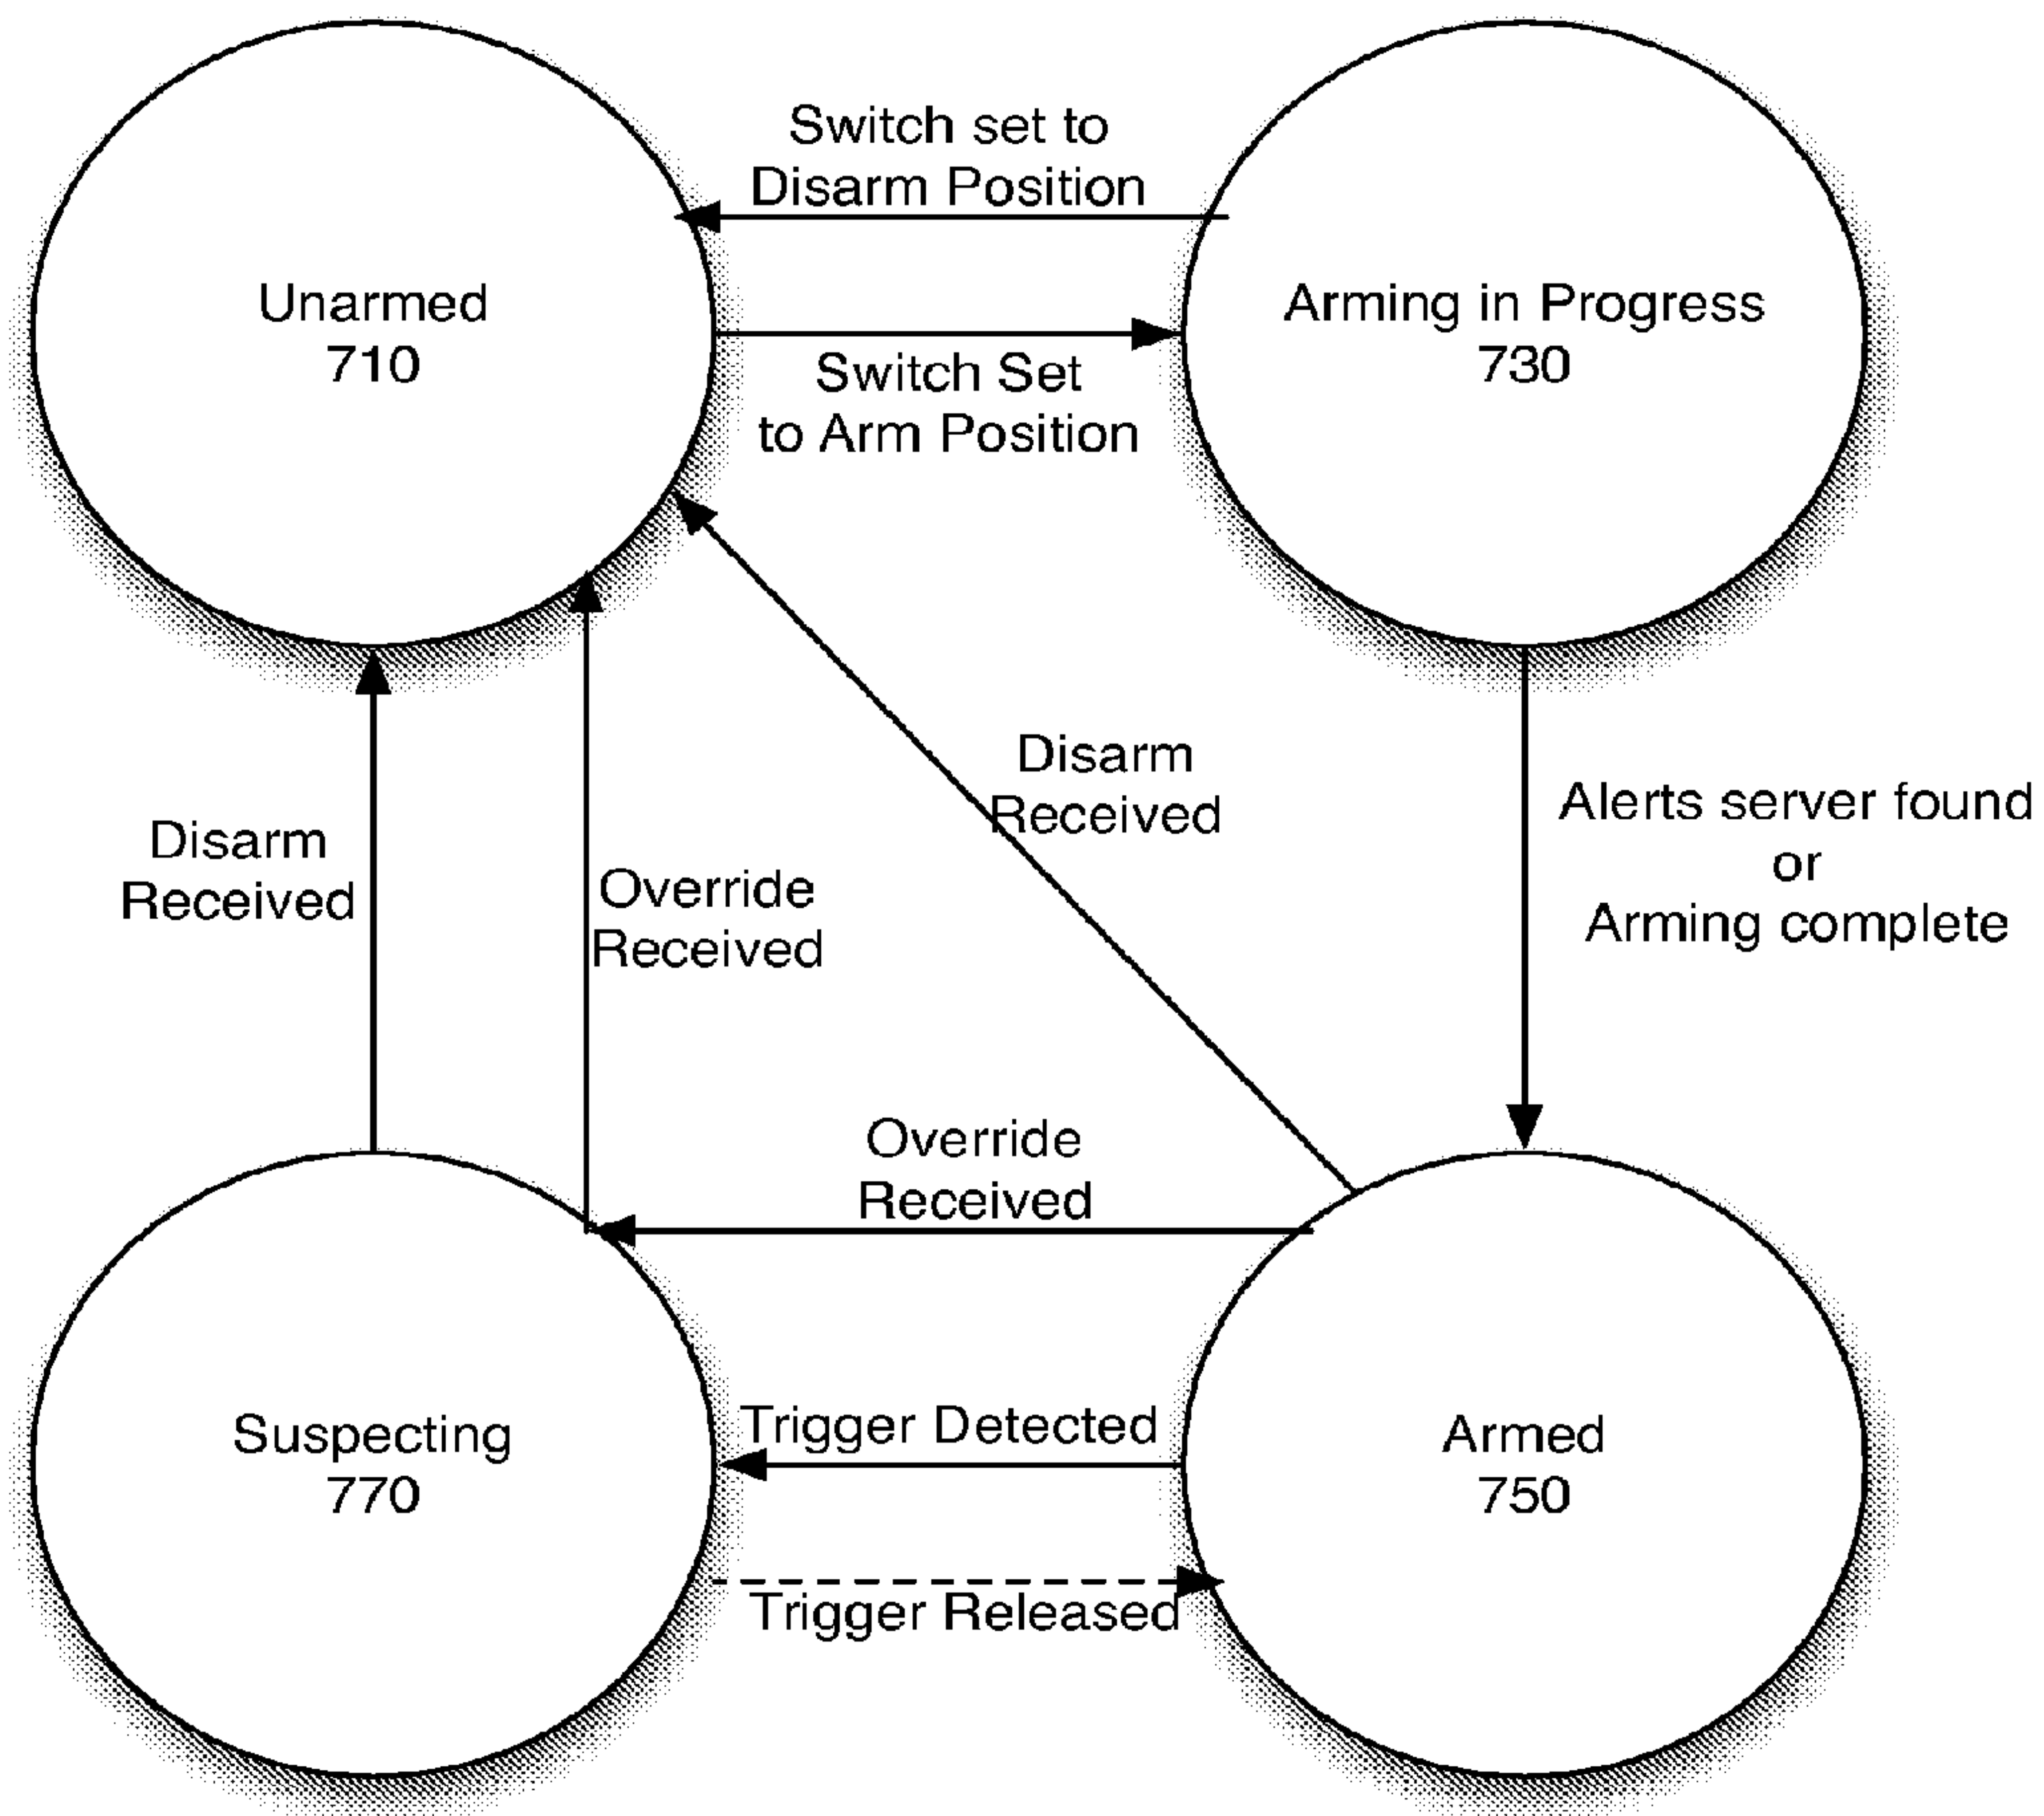 Switch set to
Disarm Position
Unarmed
710
Arming in Progress
730
Switch Set
to Arm Position
Disarm
Received
Alerts server found
or
Arming complete
Disarm
Received
Override
Received
Override
Received
Suspecting
770
Trigger Detected
Armed
750
Trigger Released